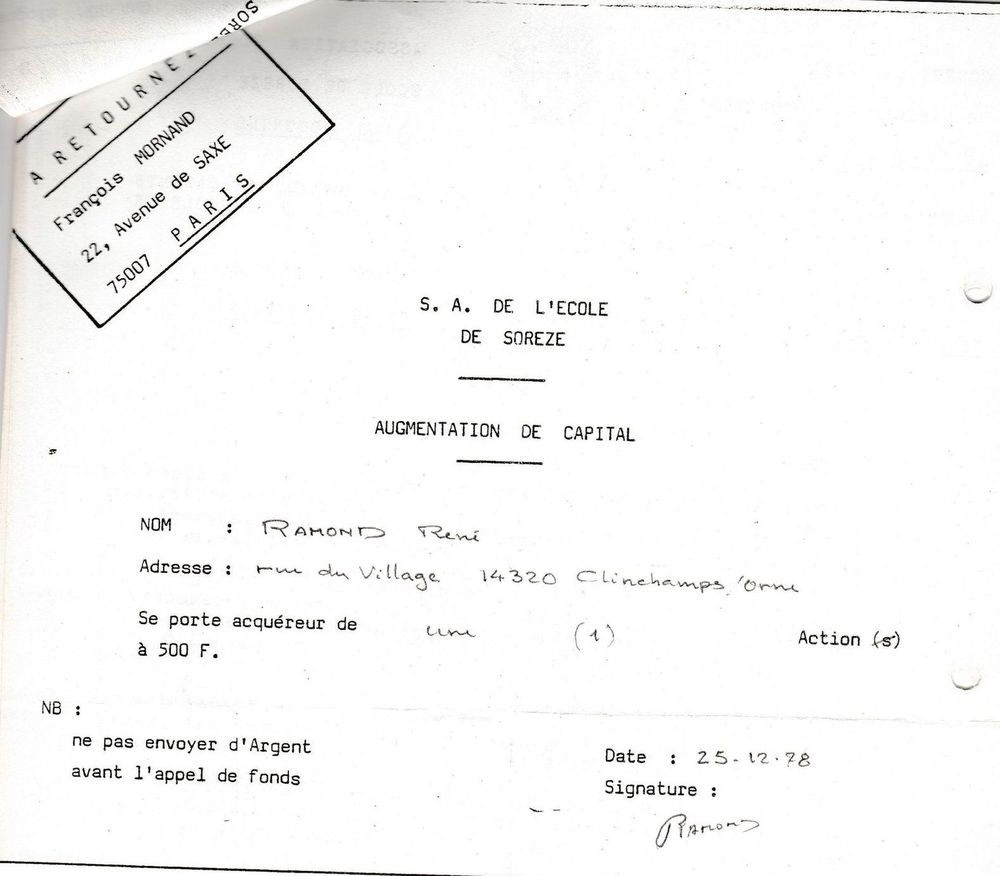 A RETOURNE
François MORNAND
22, Avenue de SAXE
75007 PARIS
S. A. DE L'ECOLE
DE SOREZE
AUGMENTATION DE CAPITAL
NOM : RAMOND René
Adresse : rue du Village 14320 Clinchamps/Orne
Se porte acquéreur de une (1) Action (s)
à 500 F.
NB :
ne pas envoyer d'Argent
avant l'appel de fonds
Date : 25-12-78
Signature :
RAMOND